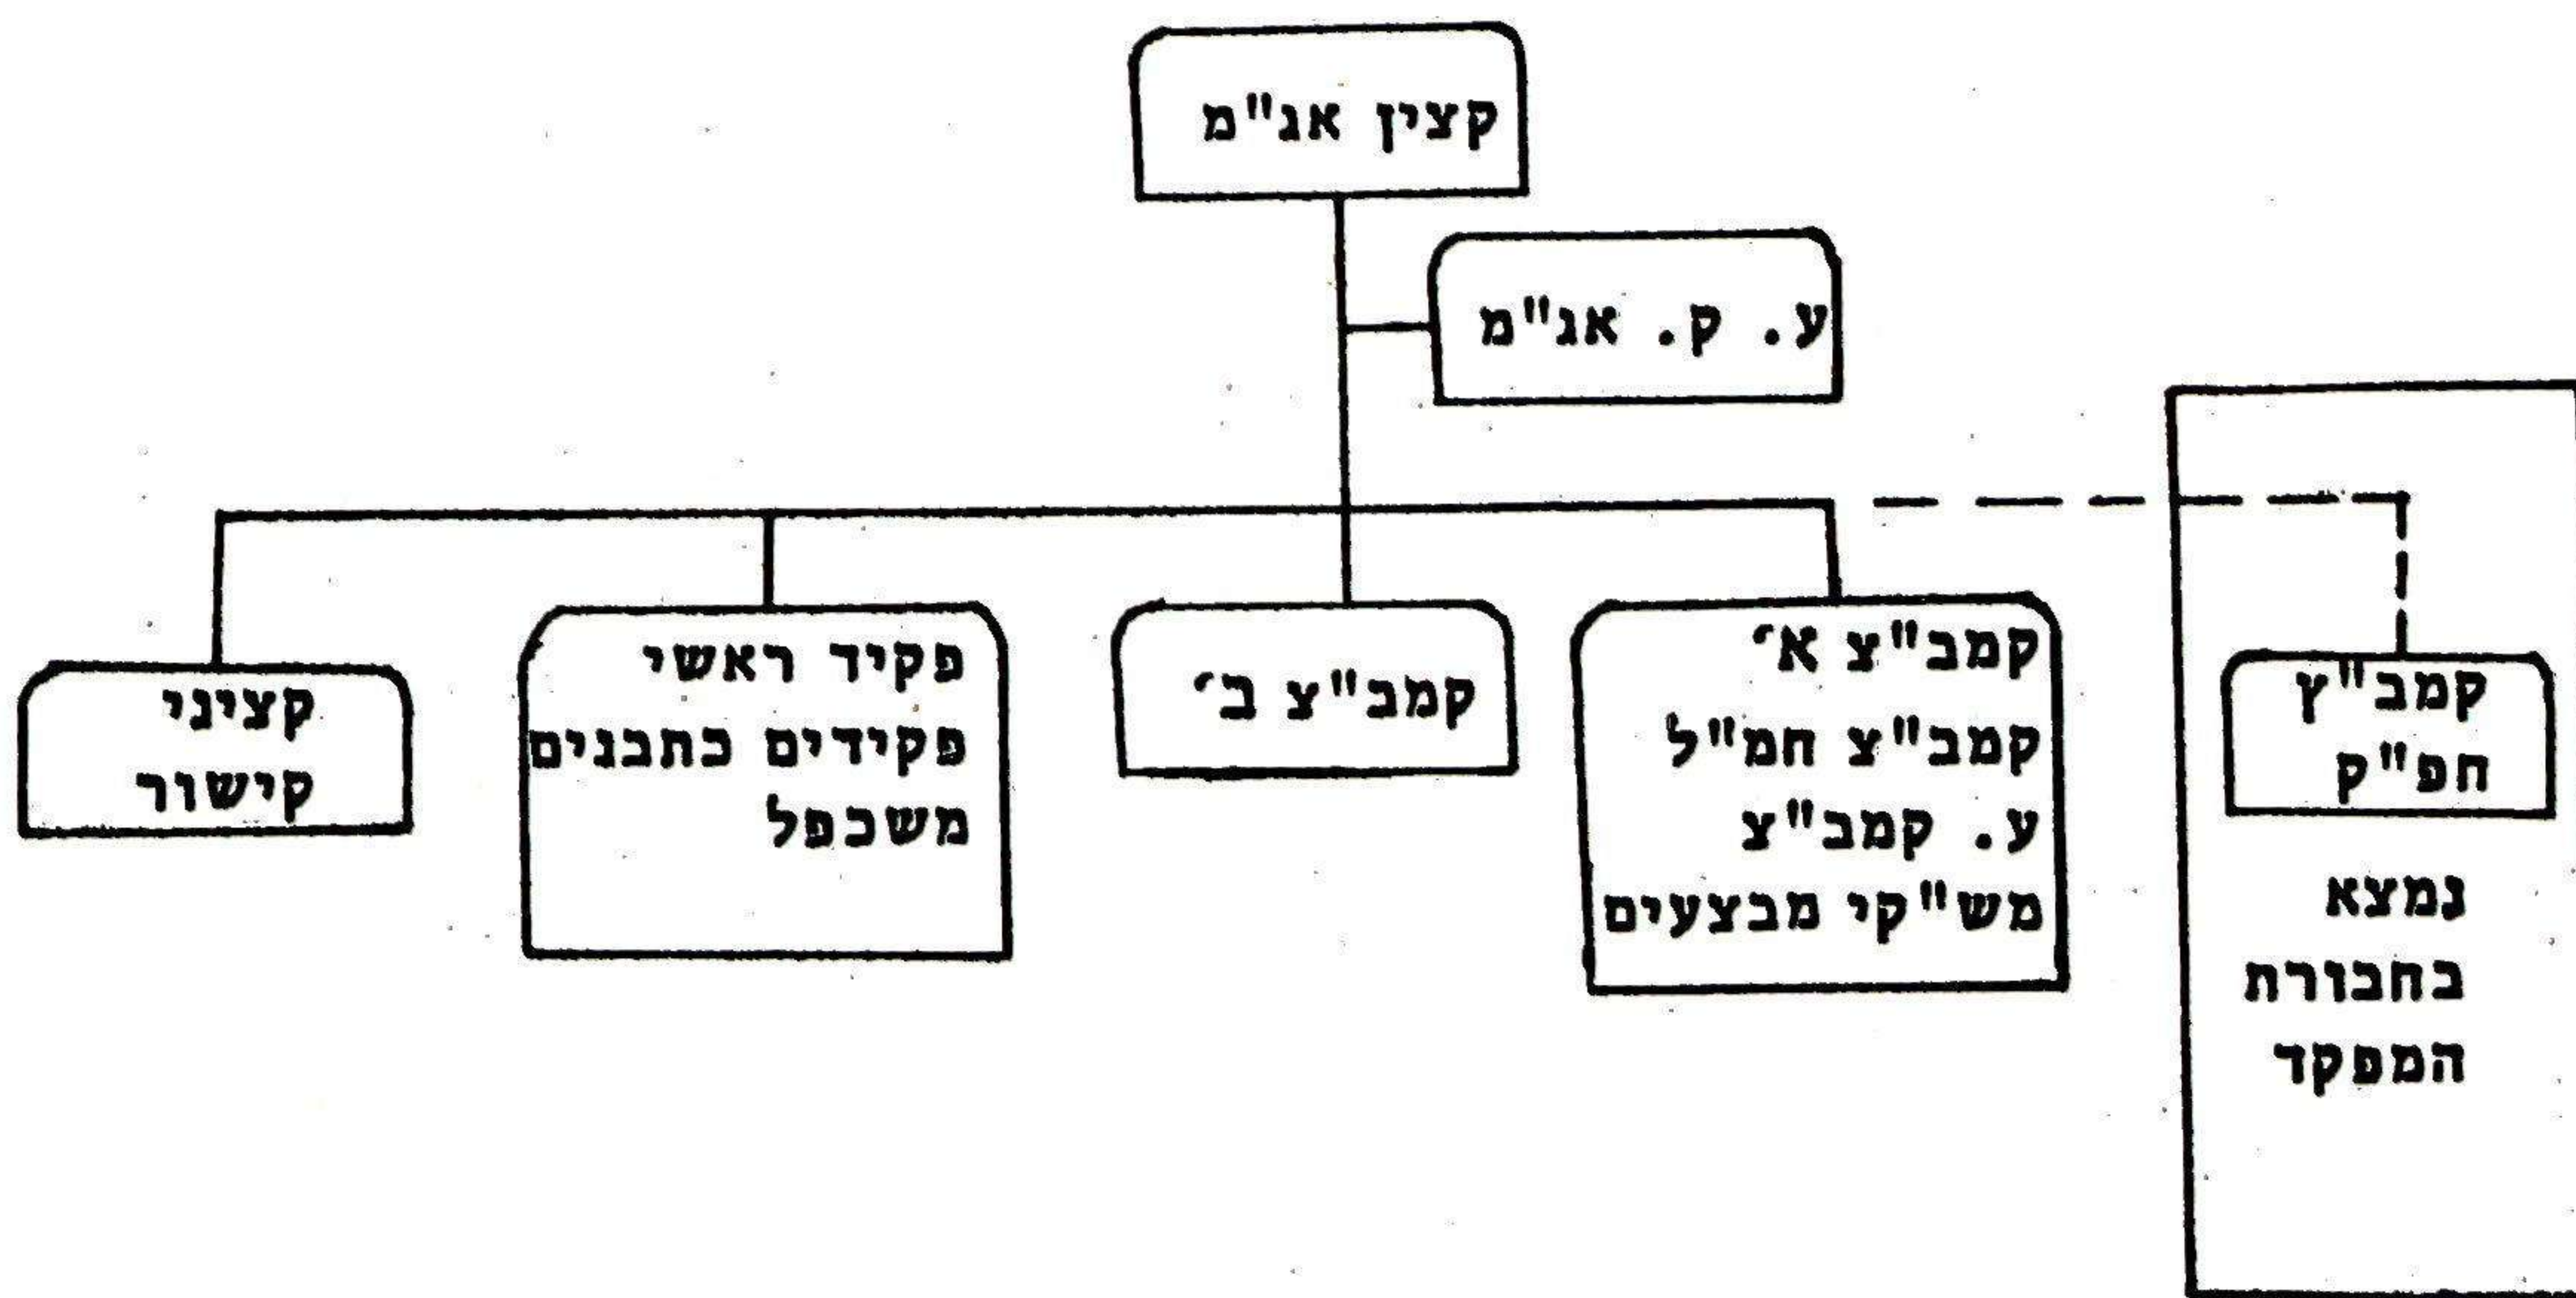 קצין אג"מ
ע. ק. אג"מ
קמב"ץ
חפ"ק
נמצא
בחבורת
המפקד
קמב"צ א'
קמב"צ חמ"ל
ע. קמב"צ
מש"קי מבצעים
קמב"צ ב'
פקיד ראשי
פקידים כתבנים
משכפל
קציני
קישור